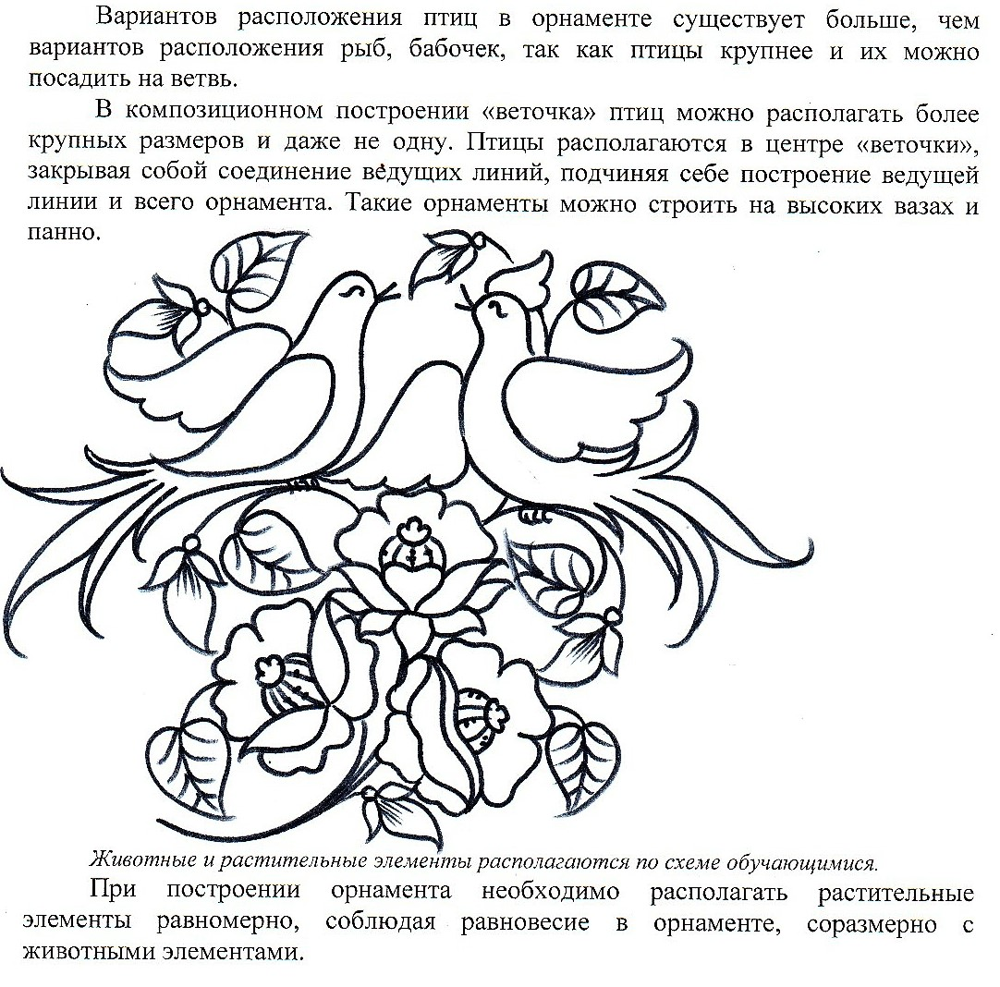 Вариантов расположения птиц в орнаменте существует больше, чем
вариантов расположения рыб, бабочек, так как птицы крупнее и их можно
посадить на ветвь.
В композиционном построении «веточка» птиц можно располагать более
крупных размеров и даже не одну. Птицы располагаются в центре «веточки»,
закрывая собой соединение ведущих линий, подчиняя себе построение ведущей
линии и всего орнамента. Такие орнаменты можно строить на высоких вазах и
панно.
Животные и растительные элементы располагаются по схеме обучающимися.
При построении орнамента необходимо располагать растительные
элементы равномерно, соблюдая равновесие в орнаменте, соразмерно с
животными элементами.